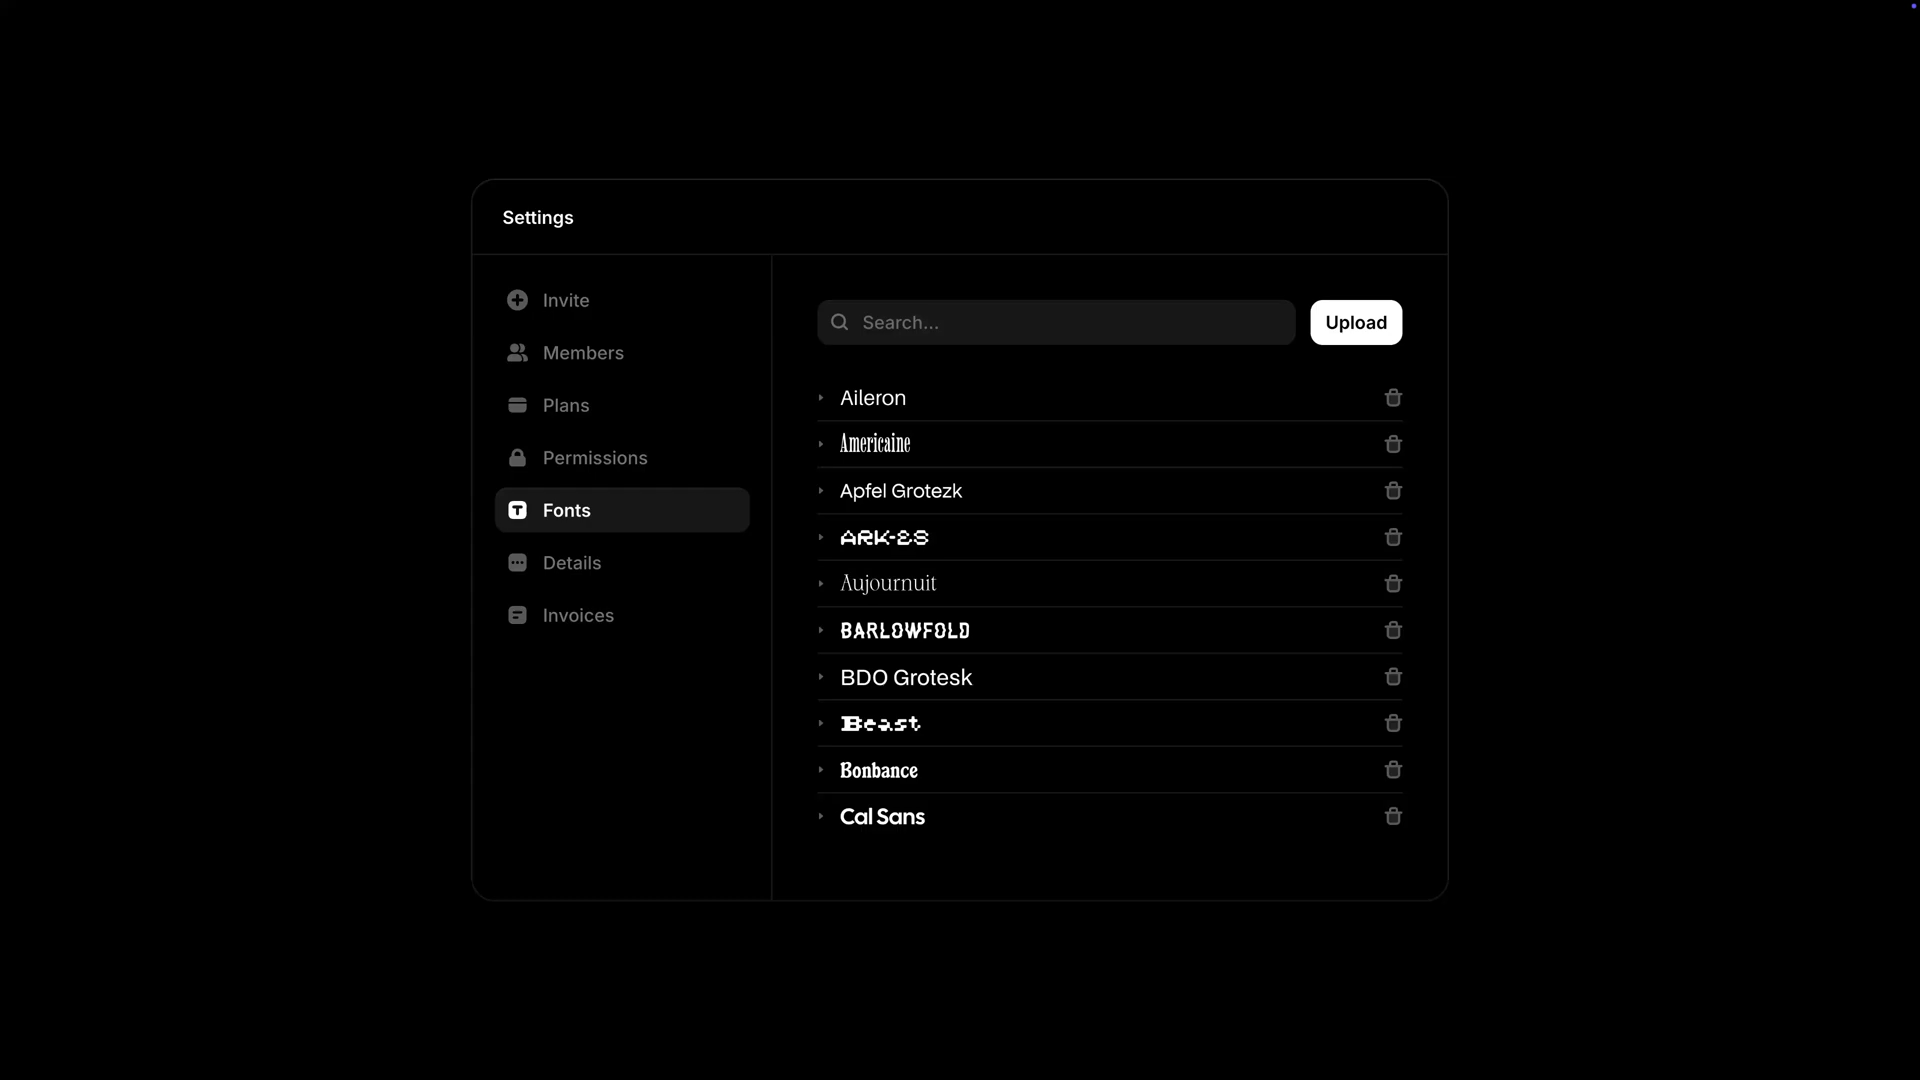 Settings
Invite
Members
Plans
Permissions
Fonts
Details
Invoices
Search...
Upload
Aileron
Americaine
Apfel Grotezk
ARK-ES
Aujournuit
BARLOWFOLD
BDO Grotesk
Beast
Bonbance
Cal Sans